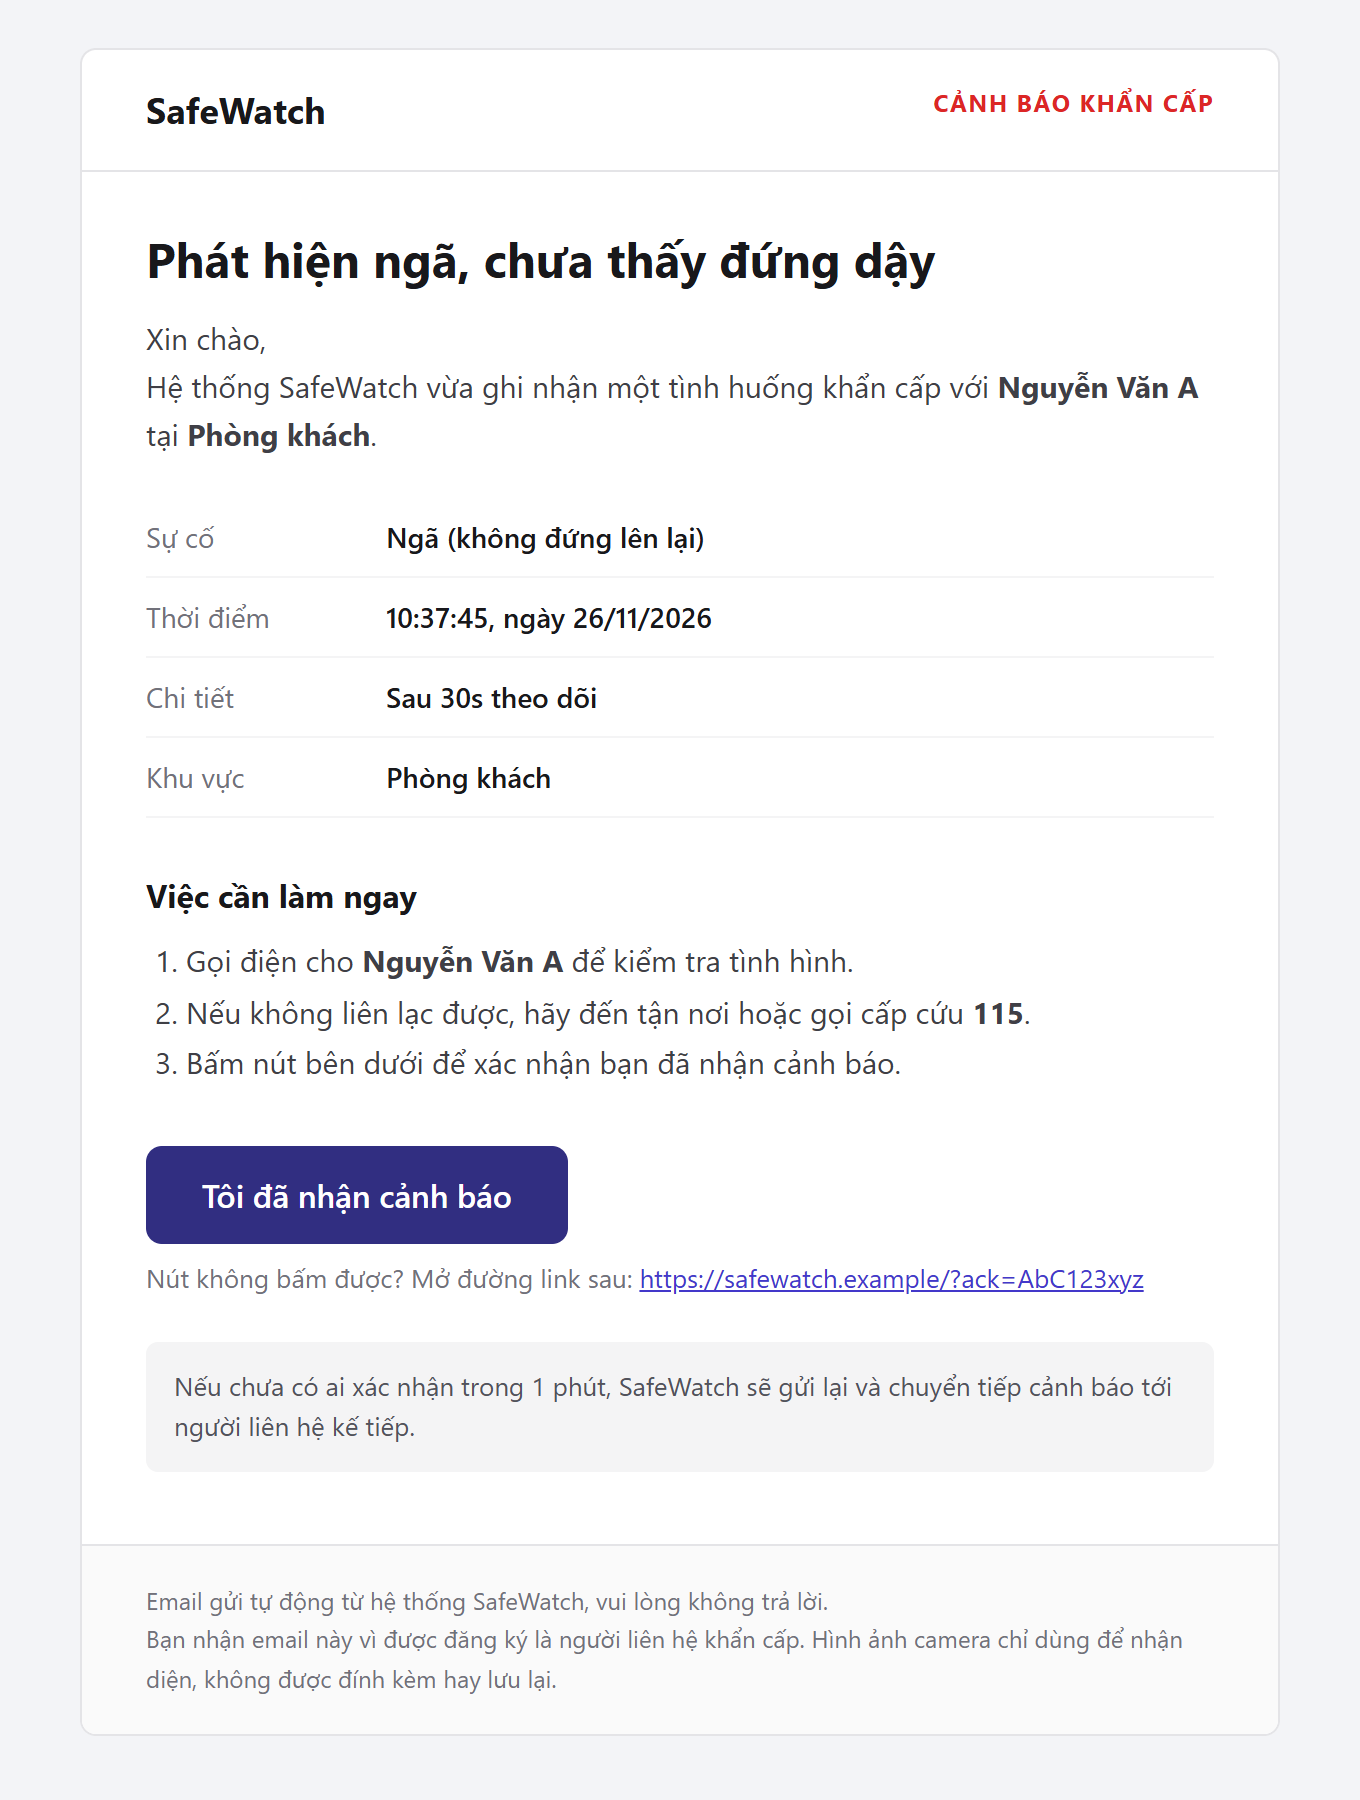 SafeWatch
CẢNH BÁO KHẨN CẤP
Phát hiện ngã, chưa thấy đứng dậy
Xin chào,
Hệ thống SafeWatch vừa ghi nhận một tình huống khẩn cấp với Nguyễn Văn A
tại Phòng khách.
Sự cố Ngã (không đứng lên lại)
Thời điểm 10:37:45, ngày 26/11/2026
Chi tiết Sau 30s theo dõi
Khu vực Phòng khách
Việc cần làm ngay
1. Gọi điện cho Nguyễn Văn A để kiểm tra tình hình.
2. Nếu không liên lạc được, hãy đến tận nơi hoặc gọi cấp cứu 115.
3. Bấm nút bên dưới để xác nhận bạn đã nhận cảnh báo.
Tôi đã nhận cảnh báo
Nút không bấm được? Mở đường link sau: https://safewatch.example/?ack=AbC123xyz
Nếu chưa có ai xác nhận trong 1 phút, SafeWatch sẽ gửi lại và chuyển tiếp cảnh báo tới
người liên hệ kế tiếp.
Email gửi tự động từ hệ thống SafeWatch, vui lòng không trả lời.
Bạn nhận email này vì được đăng ký là người liên hệ khẩn cấp. Hình ảnh camera chỉ dùng để nhận
diện, không được đính kèm hay lưu lại.